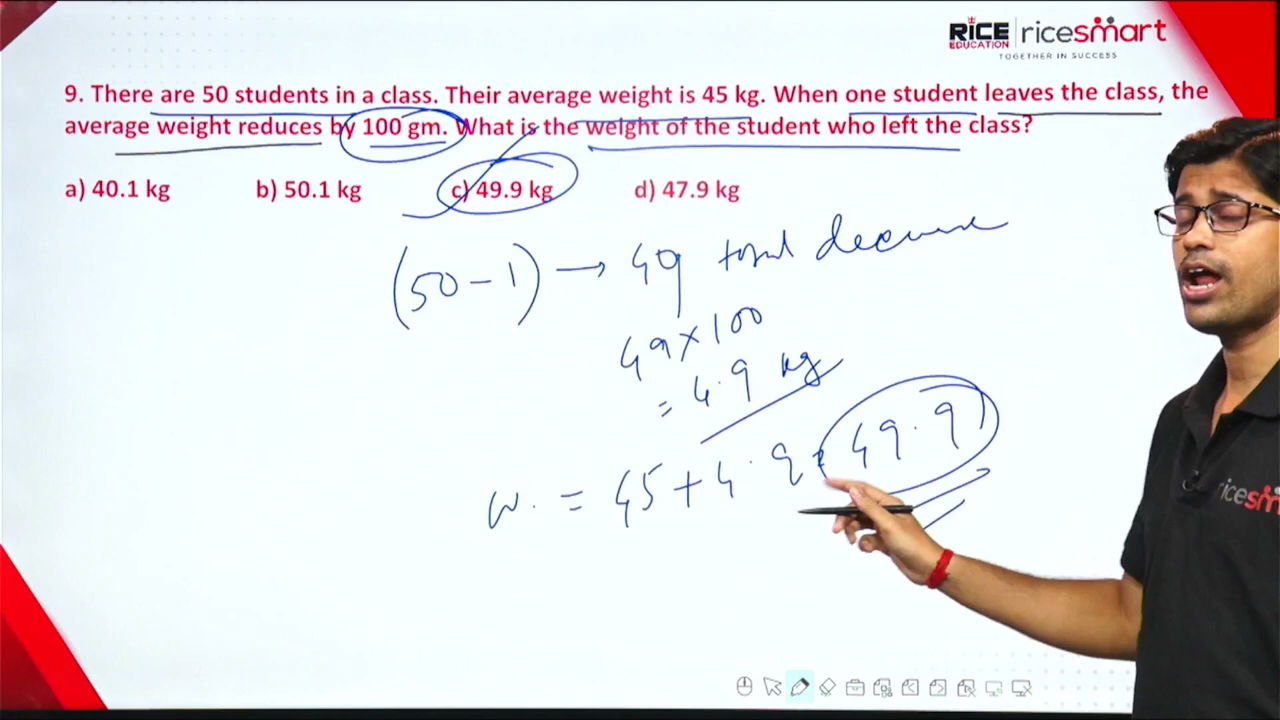 RICE EDUCATION ricesmart
TOGETHER IN SUCCESS
9. There are 50 students in a class. Their average weight is 45 kg. When one student leaves the class, the
average weight reduces by 100 gm. What is the weight of the student who left the class?
a) 40.1 kg b) 50.1 kg c) 49.9 kg d) 47.9 kg
(50-1) → 49 total decrease
49×100
= 4.9 kg
w. = 45+4.9 = 49.9
ricesm